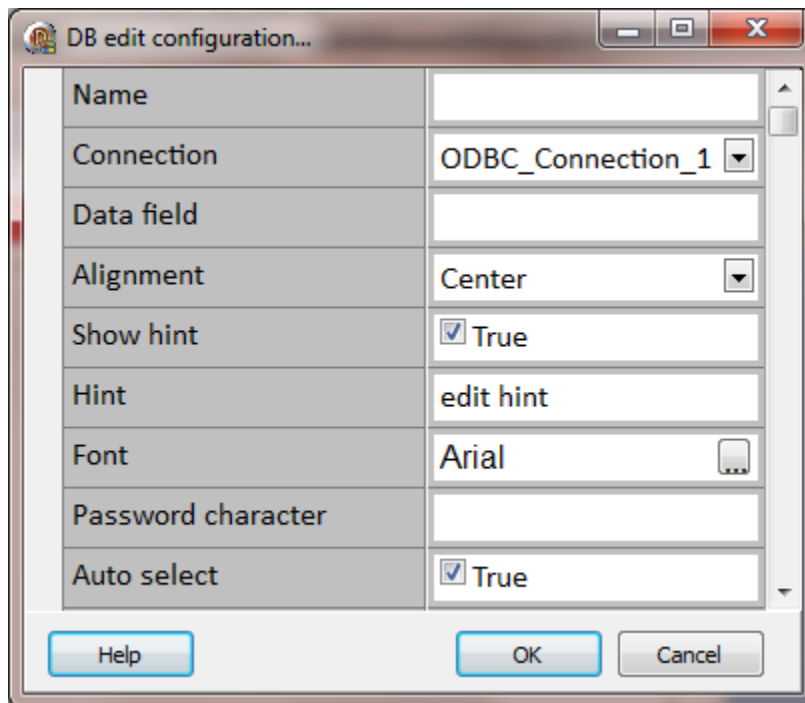 DB edit configuration...
Name
Connection ODBC_Connection_1
Data field
Alignment Center
Show hint True
Hint edit hint
Font Arial ...
Password character
Auto select True
Help OK Cancel